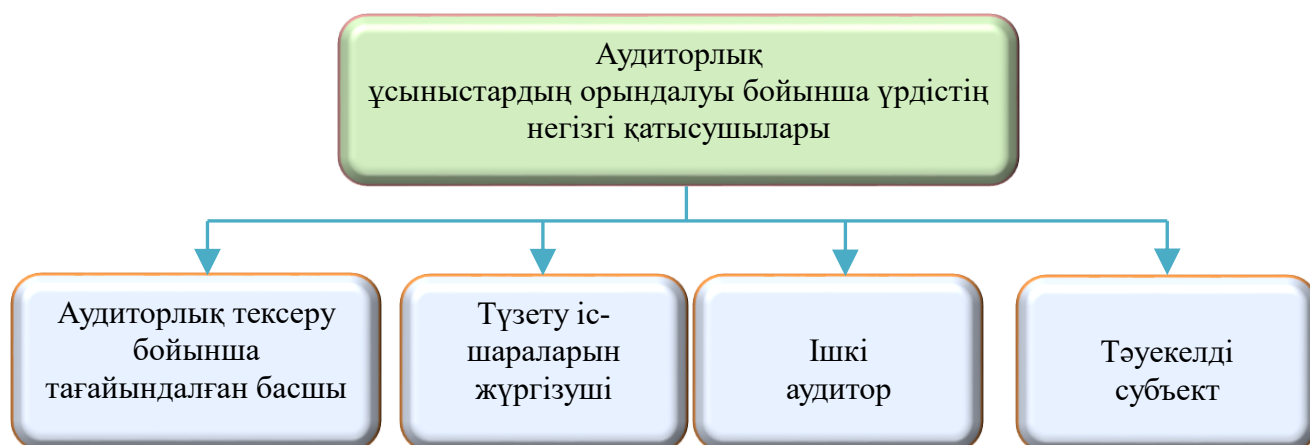 Аудиторлық
ұсыныстардың орындалуы бойынша үрдістің
негізгі қатысушылары
Аудиторлық тексеру
бойынша
тағайындалған басшы
Түзету іс-
шараларын
жүргізуші
Ішкі
аудитор
Тәуекелді
субъект